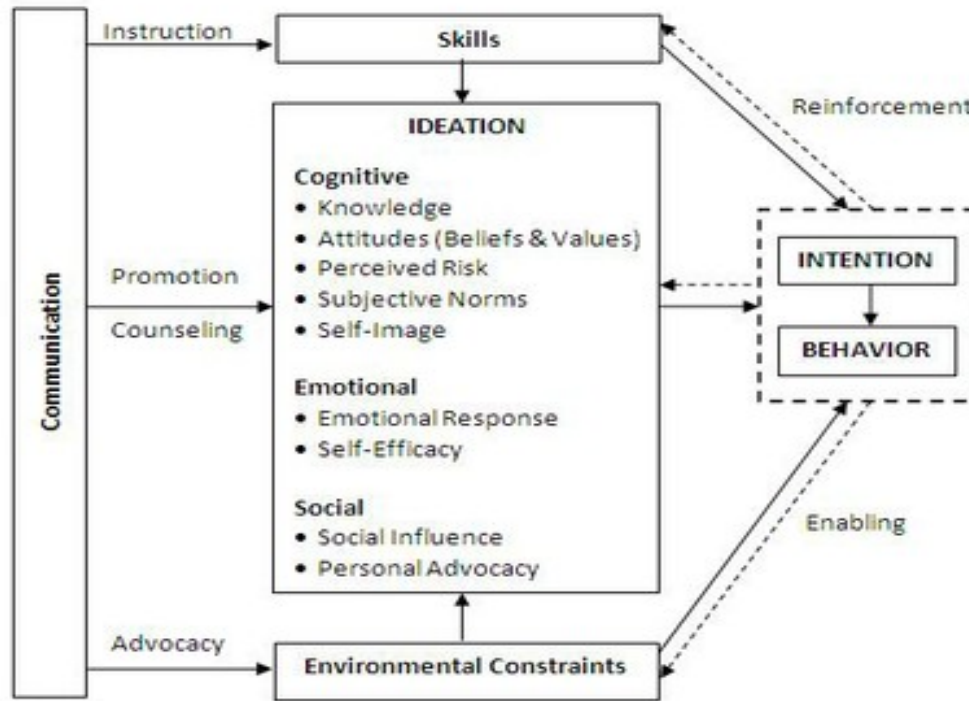 Communication
Instruction
Skills
Reinforcement
IDEATION
Cognitive
• Knowledge
• Attitudes (Beliefs & Values)
• Perceived Risk
• Subjective Norms
• Self-Image
Promotion
Counseling
INTENTION
BEHAVIOR
Emotional
• Emotional Response
• Self-Efficacy
Social
• Social Influence
• Personal Advocacy
Enabling
Advocacy
Environmental Constraints